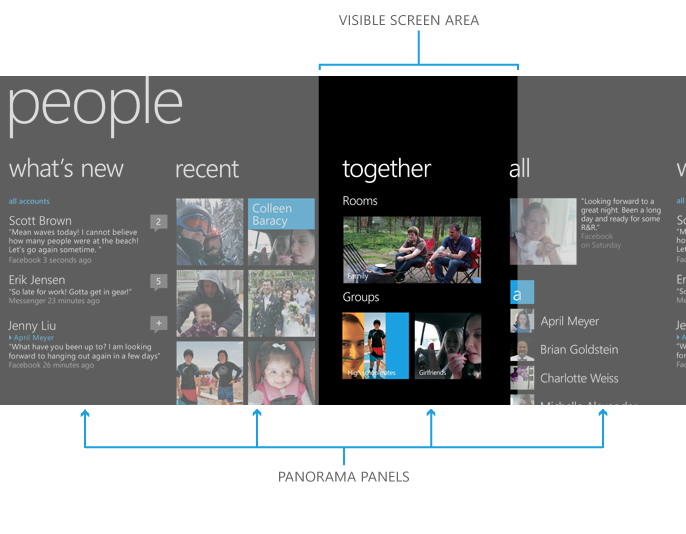 VISIBLE SCREEN AREA
people
what's new
all accounts
Scott Brown
2
"Mean waves today! I cannot believe
how many people were at the beach!
Let's go again sometime. "
Facebook 3 seconds ago
Erik Jensen
5
"So late for work! Gotta get in gear!"
Messenger 23 minutes ago
Jenny Liu
+
April Meyer
"What have you been up to? I am looking
forward to hanging out again in a few days"
Facebook 26 minutes ago
recent
Colleen
Baracy
together
Rooms
Family
Groups
Girlfriends
all
"Looking forward to a
great night. Been a long
day and ready for some
R&R."
Facebook
on Saturday
a
April Meyer
Brian Goldstein
Charlotte Weiss
PANORAMA PANELS